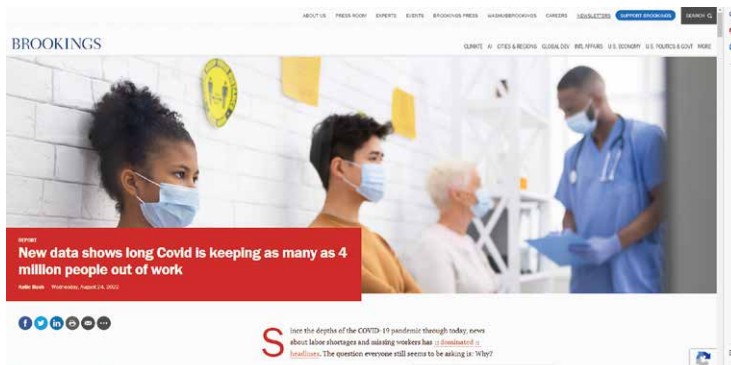 ABOUT US PRESS ROOM EXPERTS EVENTS BROOKINGS PRESS WASHU@BROOKINGS CAREERS NEWSLETTERS SUPPORT BROOKINGS SEARCH
BROOKINGS
CLIMATE AI CITIES & REGIONS GLOBAL DEV INTL AFFAIRS U.S. ECONOMY U.S. POLITICS & GOVT MORE
REPORT
New data shows long Covid is keeping as many as 4
million people out of work
Katie Bach Wednesday, August 24, 2022
Since the depths of the COVID-19 pandemic through today, news
about labor shortages and missing workers has dominated
headlines. The question everyone still seems to be asking is: Why?